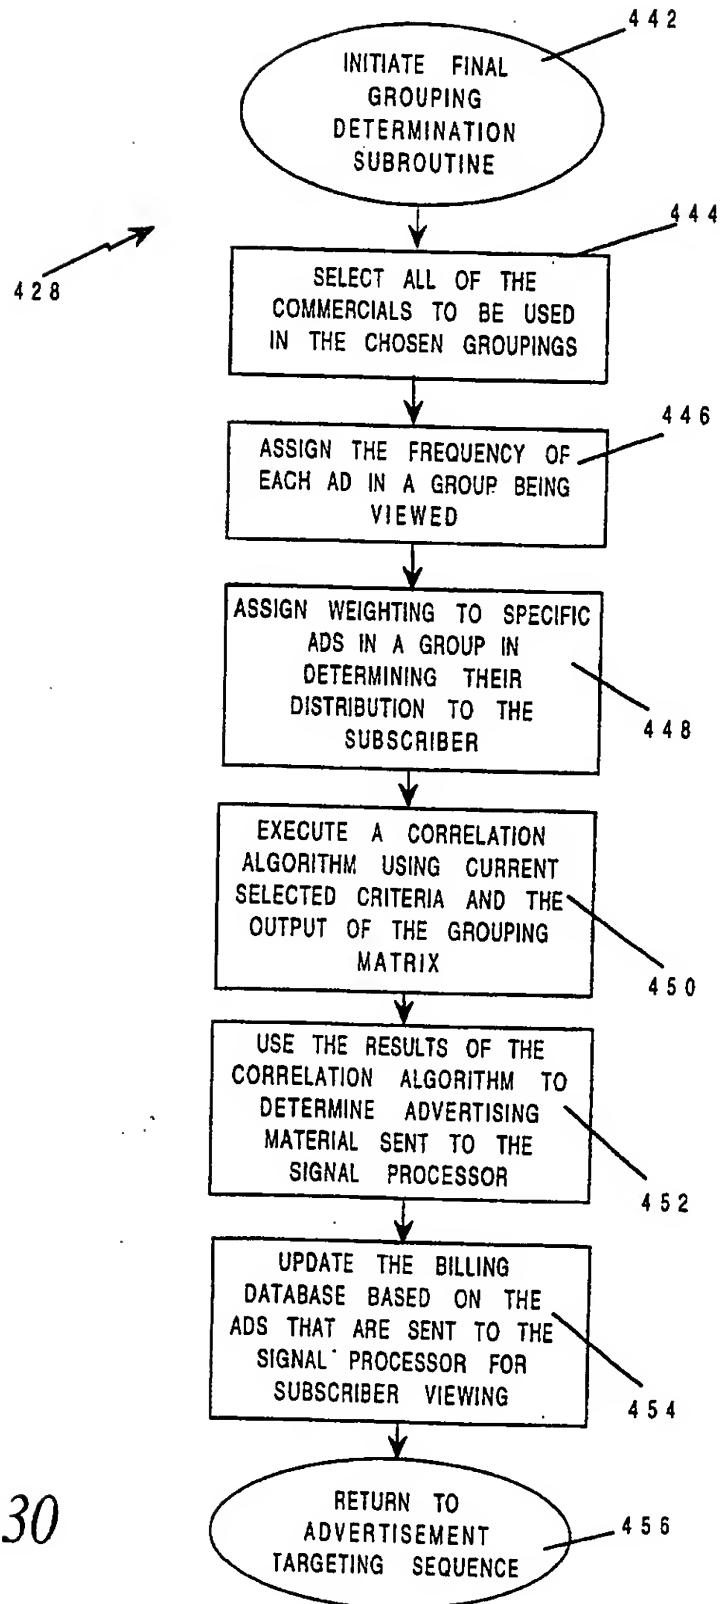 442
INITIATE FINAL
GROUPING
DETERMINATION
SUBROUTINE
428
444
SELECT ALL OF THE
COMMERCIALS TO BE USED
IN THE CHOSEN GROUPINGS
446
ASSIGN THE FREQUENCY OF
EACH AD IN A GROUP BEING
VIEWED
ASSIGN WEIGHTING TO SPECIFIC
ADS IN A GROUP IN
DETERMINING THEIR
DISTRIBUTION TO THE
SUBSCRIBER
448
EXECUTE A CORRELATION
ALGORITHM USING CURRENT
SELECTED CRITERIA AND THE
OUTPUT OF THE GROUPING
MATRIX
450
USE THE RESULTS OF THE
CORRELATION ALGORITHM TO
DETERMINE ADVERTISING
MATERIAL SENT TO THE
SIGNAL PROCESSOR
452
UPDATE THE BILLING
DATABASE BASED ON THE
ADS THAT ARE SENT TO THE
SIGNAL PROCESSOR FOR
SUBSCRIBER VIEWING
454
30
RETURN TO
ADVERTISEMENT
TARGETING SEQUENCE
456